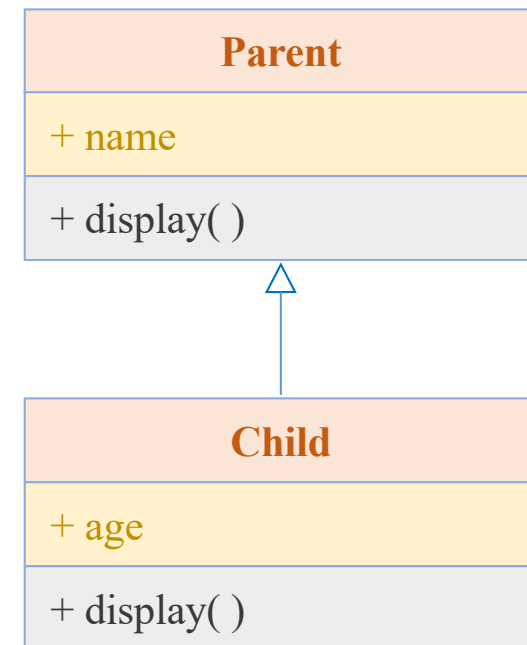 Parent
+ name
+ display( )
Child
+ age
+ display( )